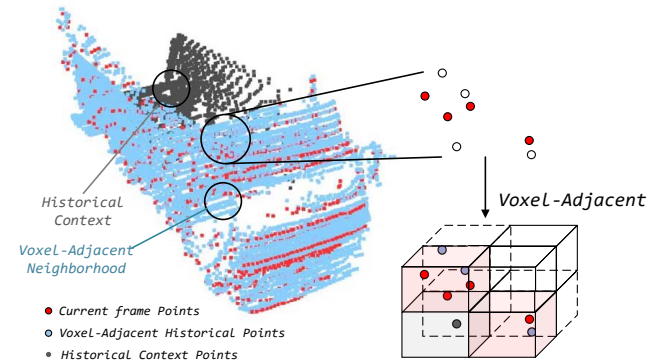 Voxel-Adjacent
Historical
Context
Voxel-Adjacent
Neighborhood
Current frame Points
Voxel-Adjacent Historical Points
Historical Context Points